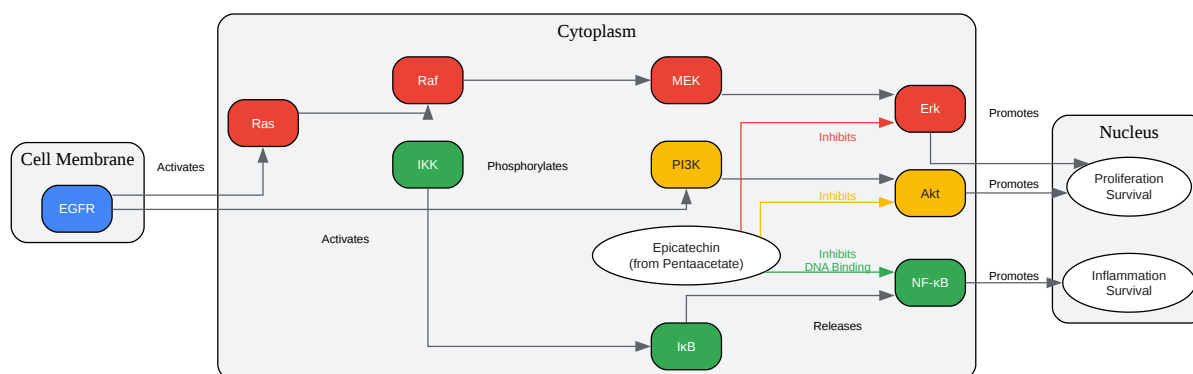 Cytoplasm
Raf
MEK
Ras
Erk
Promotes
Inhibits
Nucleus
Cell Membrane
Activates
IKK
Phosphorylates
PI3K
Proliferation
Survival
EGFR
Akt
Promotes
Inhibits
Activates
Epicatechin
(from Pentaacetate)
Inhibits
DNA Binding
NF-κB
Promotes
Inflammation
Survival
Releases
IκB